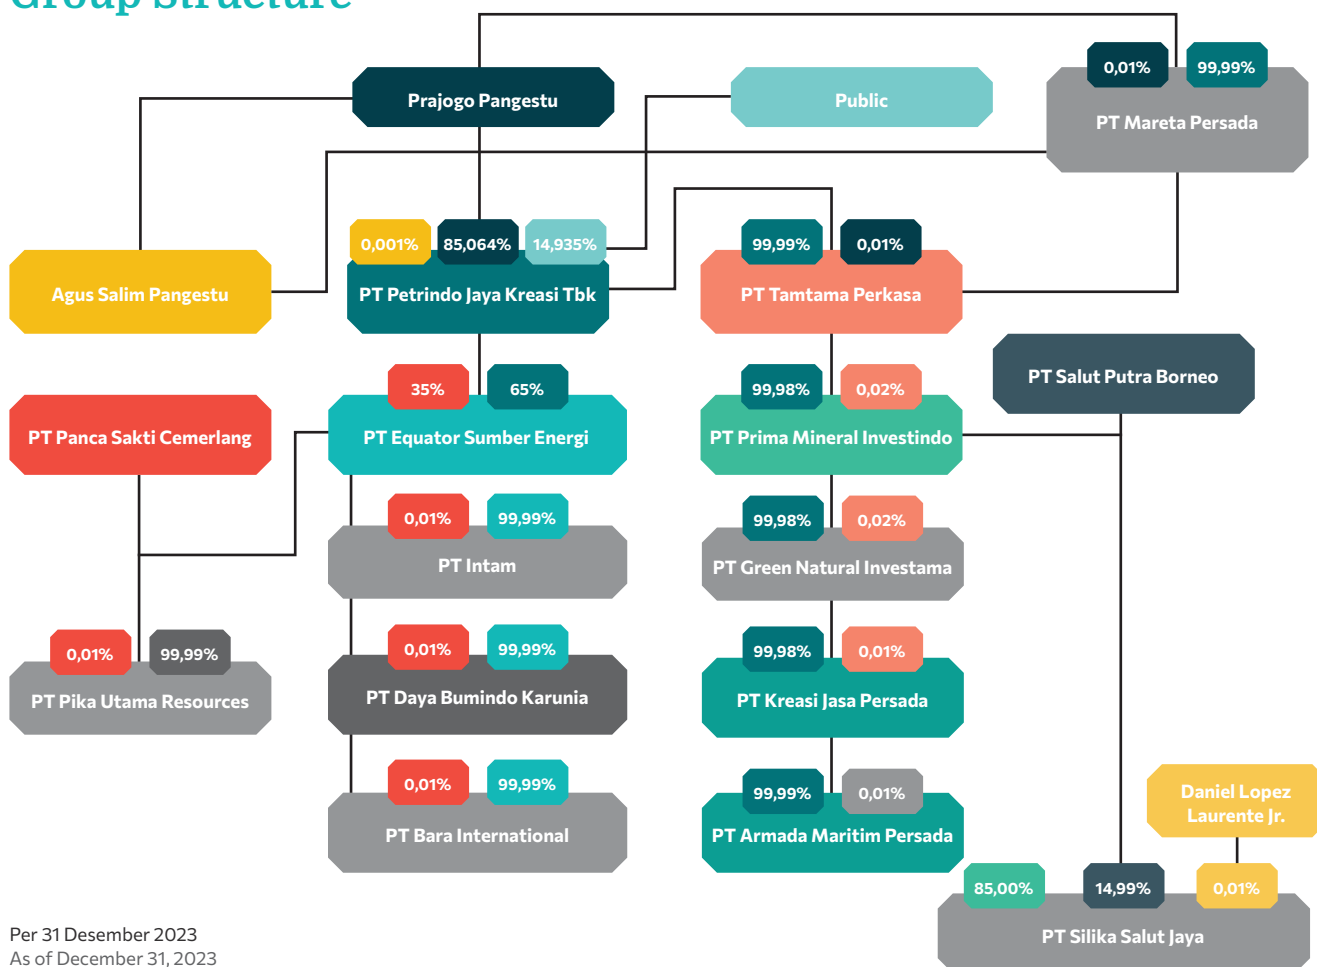 Group Structure
0,01%
99,99%
PT Mareta Persada
Prajogo Pangestu
Public
0,001%
85,064%
14,935%
PT Petrindo Jaya Kreasi Tbk
99,99%
0,01%
PT Tamtama Perkasa
Agus Salim Pangestu
PT Salut Putra Borneo
PT Panca Sakti Cemerlang
35%
65%
PT Equator Sumber Energi
99,98%
0,02%
PT Prima Mineral Investindo
0,01%
99,99%
PT Intam
99,98%
0,02%
PT Green Natural Investama
0,01%
99,99%
PT Pika Utama Resources
0,01%
99,99%
PT Daya Bumindo Karunia
99,98%
0,01%
PT Kreasi Jasa Persada
0,01%
99,99%
PT Bara International
99,99%
0,01%
PT Armada Maritim Persada
Daniel Lopez
Laurente Jr.
85,00%
14,99%
0,01%
PT Silika Salut Jaya
Per 31 Desember 2023
As of December 31, 2023